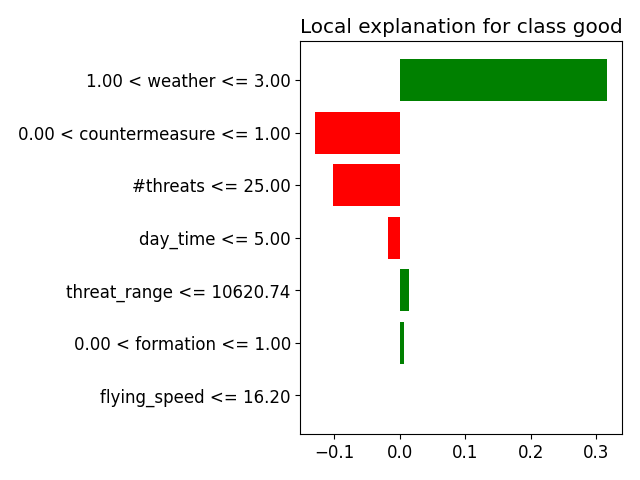 Local explanation for class good
1.00 < weather <= 3.00
0.00 < countermeasure <= 1.00
#threats <= 25.00
day_time <= 5.00
threat_range <= 10620.74
0.00 < formation <= 1.00
flying_speed <= 16.20
−0.1 0.0 0.1 0.2 0.3